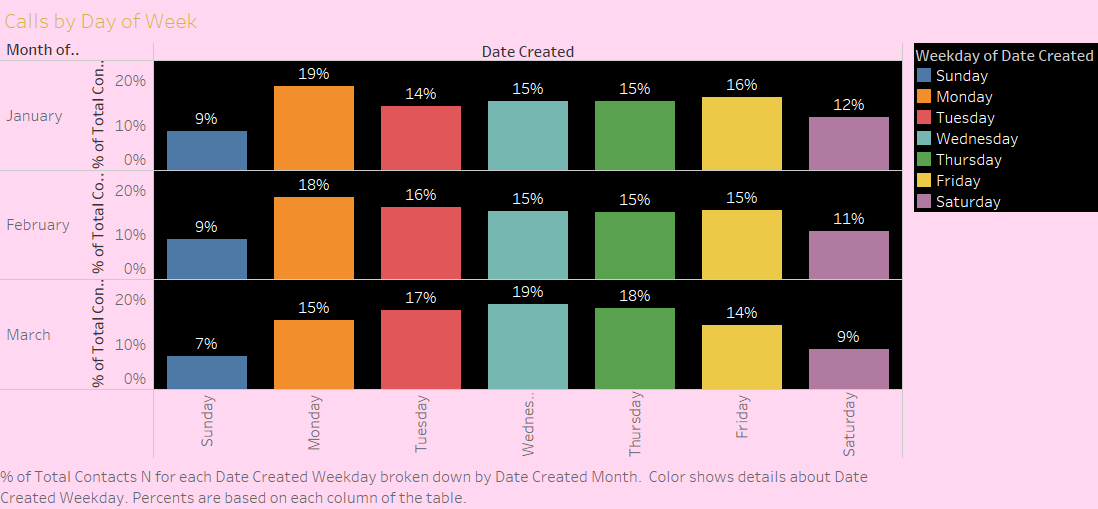 Calls by Day of Week
Month of..
Date Created
January
% of Total Con..
20%
10%
0%
9%
19%
14%
15%
15%
16%
12%
February
% of Total Co..
20%
10%
0%
9%
18%
16%
15%
15%
15%
11%
March
% of Total Con..
20%
10%
0%
7%
15%
17%
19%
18%
14%
9%
Sunday
Monday
Tuesday
Wednes..
Thursday
Friday
Saturday
Weekday of Date Created
Sunday
Monday
Tuesday
Wednesday
Thursday
Friday
Saturday
% of Total Contacts N for each Date Created Weekday broken down by Date Created Month.  Color shows details about Date
Created Weekday. Percents are based on each column of the table.